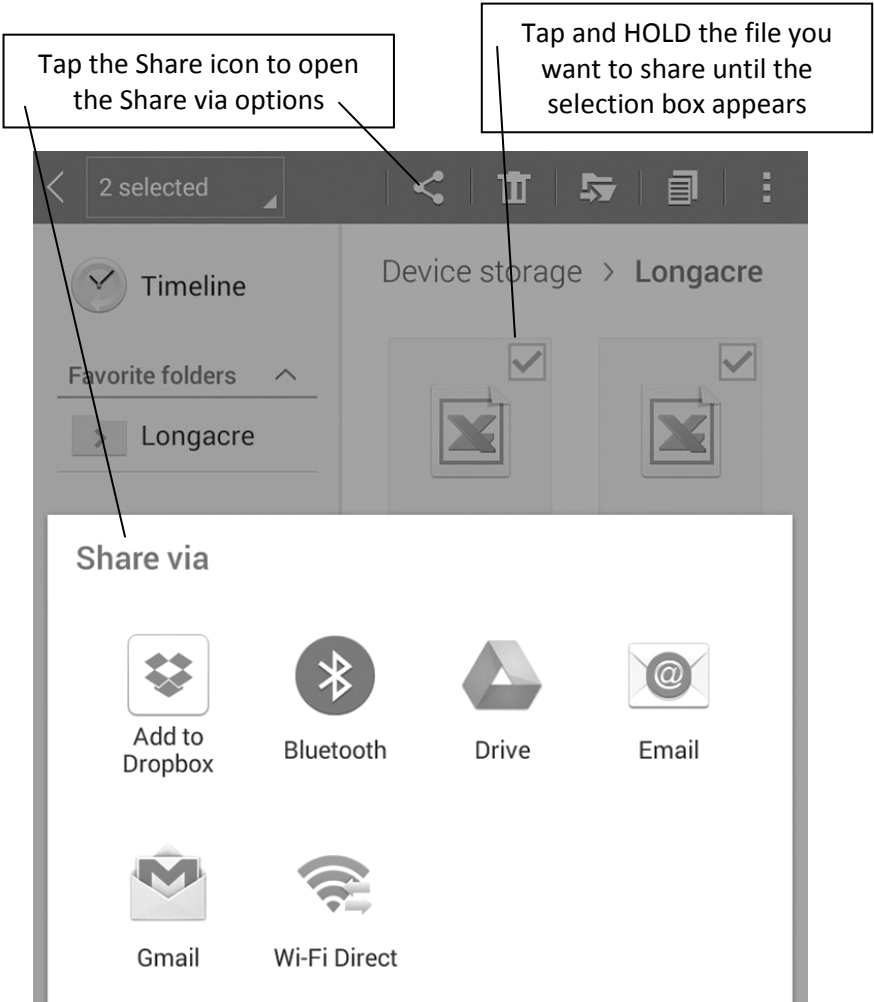 Tap the Share icon to open
the Share via options
Tap and HOLD the file you
want to share until the
selection box appears
2 selected
Timeline
Device storage > Longacre
Favorite folders
Longacre
Share via
Add to
Dropbox
Bluetooth
Drive
Email
Gmail
Wi-Fi Direct